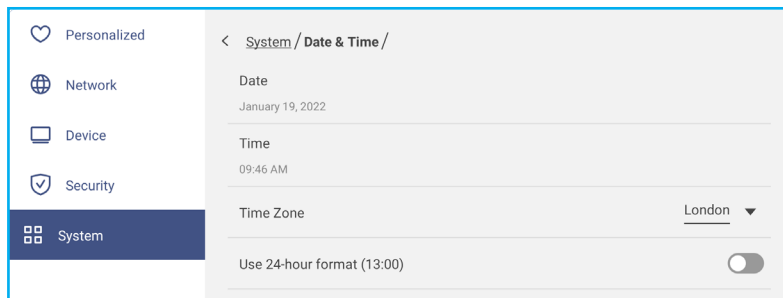 Personalized
Network
Device
Security
System
System / Date & Time /
Date
January 19, 2022
Time
09:46 AM
Time Zone
London
Use 24-hour format (13:00)